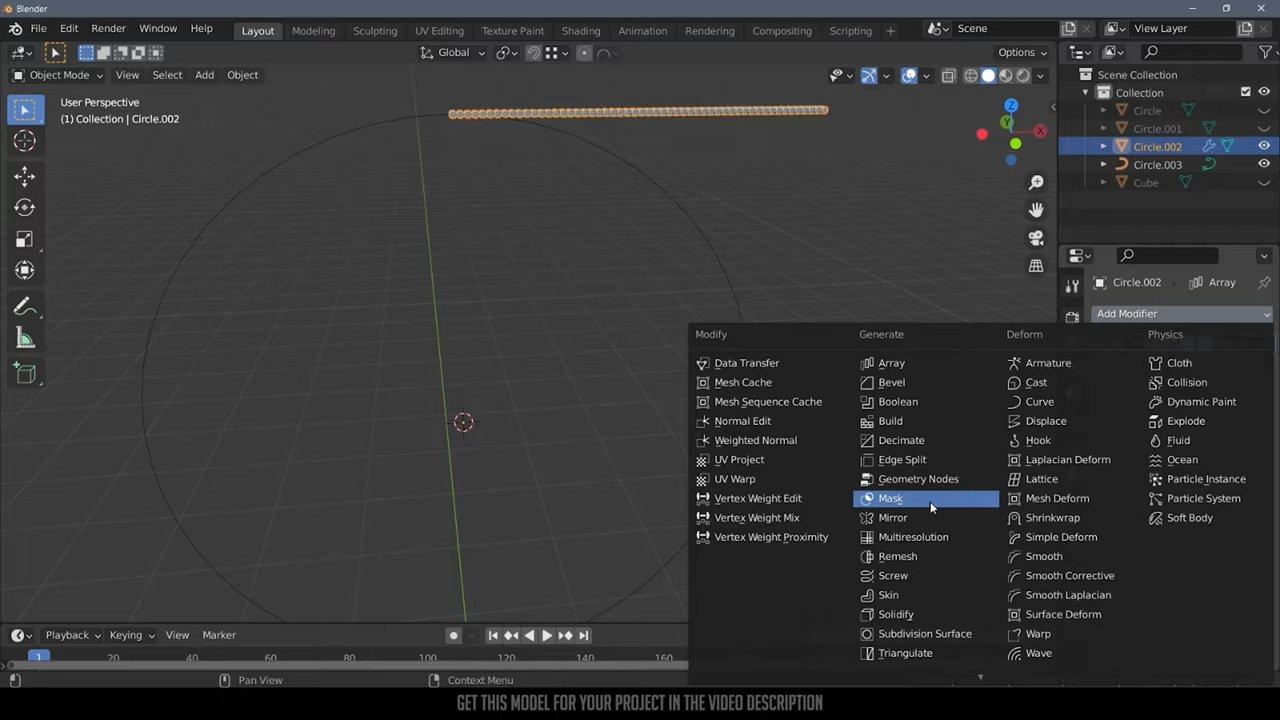 Blender
File Edit Render Window Help Layout Modeling Sculpting UV Editing Texture Paint Shading Animation Rendering Compositing Scripting + Scene View Layer
Global Options
Object Mode View Select Add Object
User Perspective
(1) Collection | Circle.002
Z
Y
X
Scene Collection
Collection
Circle
Circle.001
Circle.002
Circle.003
Cube
Circle.002 Array
Add Modifier
Modify
Data Transfer
Mesh Cache
Mesh Sequence Cache
Normal Edit
Weighted Normal
UV Project
UV Warp
Vertex Weight Edit
Vertex Weight Mix
Vertex Weight Proximity
Generate
Array
Bevel
Boolean
Build
Decimate
Edge Split
Geometry Nodes
Mask
Mirror
Multiresolution
Remesh
Screw
Skin
Solidify
Subdivision Surface
Triangulate
Deform
Armature
Cast
Curve
Displace
Hook
Laplacian Deform
Lattice
Mesh Deform
Shrinkwrap
Simple Deform
Smooth
Smooth Corrective
Smooth Laplacian
Surface Deform
Warp
Wave
Physics
Cloth
Collision
Dynamic Paint
Explode
Fluid
Ocean
Particle Instance
Particle System
Soft Body
Playback Keying View Marker
1 20 40 60 80 100 120 140 160
Pan View Context Menu
GET THIS MODEL FOR YOUR PROJECT IN THE VIDEO DESCRIPTION